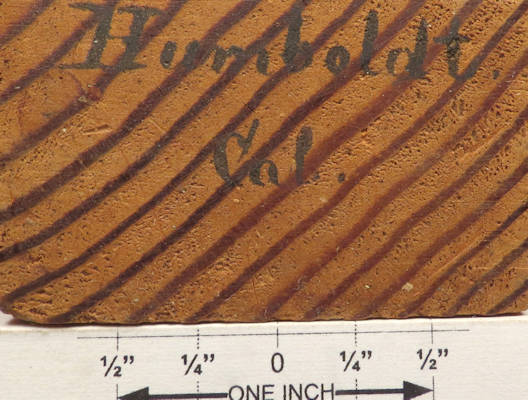 Humboldt.
Cal.
½" ¼" 0 ¼" ½"
ONE INCH